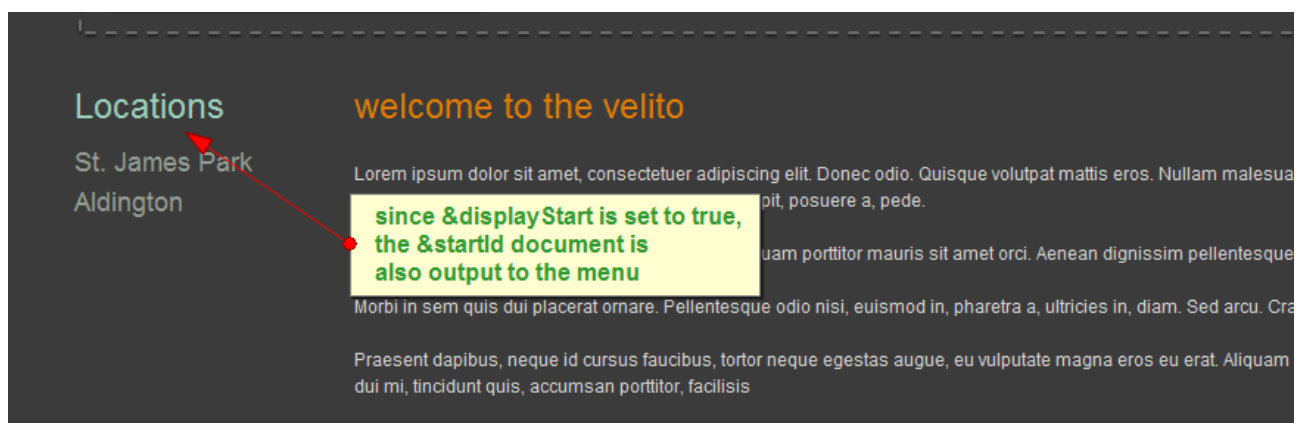 Locations
welcome to the velito
St. James Park
Aldington
Lorem ipsum dolor sit amet, consectetuer adipiscing elit. Donec odio. Quisque volutpat mattis eros. Nullam malesua
pit, posuere a, pede.
since &displayStart is set to true,
the &startId document is
also output to the menu
uam porttitor mauris sit amet orci. Aenean dignissim pellentesque
Morbi in sem quis dui placerat ornare. Pellentesque odio nisi, euismod in, pharetra a, ultricies in, diam. Sed arcu. Cra
Praesent dapibus, neque id cursus faucibus, tortor neque egestas augue, eu vulputate magna eros eu erat. Aliquam
dui mi, tincidunt quis, accumsan porttitor, facilisis